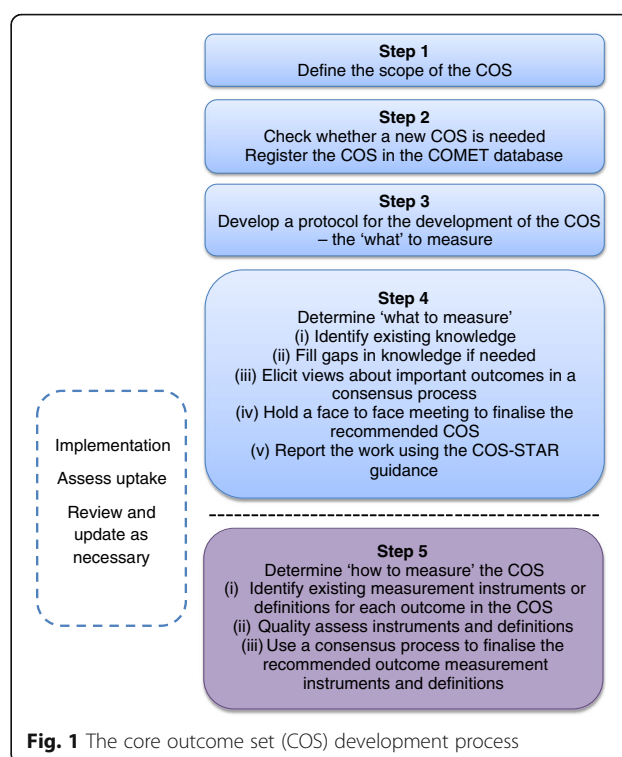 Step 1
Define the scope of the COS
Step 2
Check whether a new COS is needed
Register the COS in the COMET database
Step 3
Develop a protocol for the development of the COS
– the ‘what’ to measure
Step 4
Determine ‘what to measure’
(i) Identify existing knowledge
(ii) Fill gaps in knowledge if needed
(iii) Elicit views about important outcomes in a
consensus process
(iv) Hold a face to face meeting to finalise the
recommended COS
(v) Report the work using the COS-STAR
guidance
Implementation
Assess uptake
Review and
update as
necessary
Step 5
Determine ‘how to measure’ the COS
(i) Identify existing measurement instruments or
definitions for each outcome in the COS
(ii) Quality assess instruments and definitions
(iii) Use a consensus process to finalise the
recommended outcome measurement
instruments and definitions
Fig. 1 The core outcome set (COS) development process